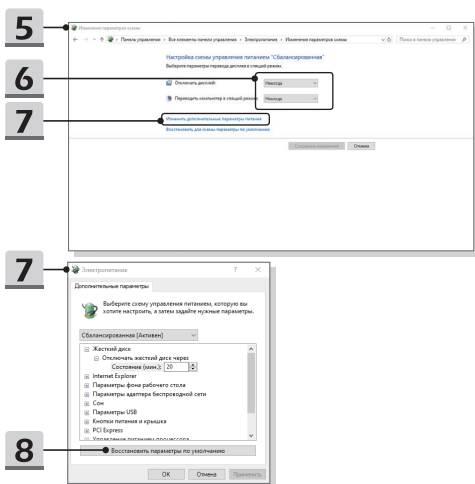 5
Изменение параметров схемы
Панель управления › Все элементы панели управления › Электропитание › Изменение параметров схемы
Поиск в панели управления
Настройка схемы управления питанием "Сбалансированная"
Выберите параметры перевода дисплея в спящий режим.
6
Отключать дисплей: Никогда
Переводить компьютер в спящий режим: Никогда
7
Изменить дополнительные параметры питания
Восстановить для схемы параметры по умолчанию
Сохранить изменения Отмена
7
Электропитание
Дополнительные параметры
Выберите схему управления питанием, которую вы
хотите настроить, а затем задайте нужные параметры.
Сбалансированная [Активен]
Жесткий диск
Отключать жесткий диск через
Состояние (мин.): 20
Internet Explorer
Параметры фона рабочего стола
Параметры адаптера беспроводной сети
Сон
Параметры USB
Кнопки питания и крышка
PCI Express
Управление питанием процессора
8
Восстановить параметры по умолчанию
ОК Отмена Применить